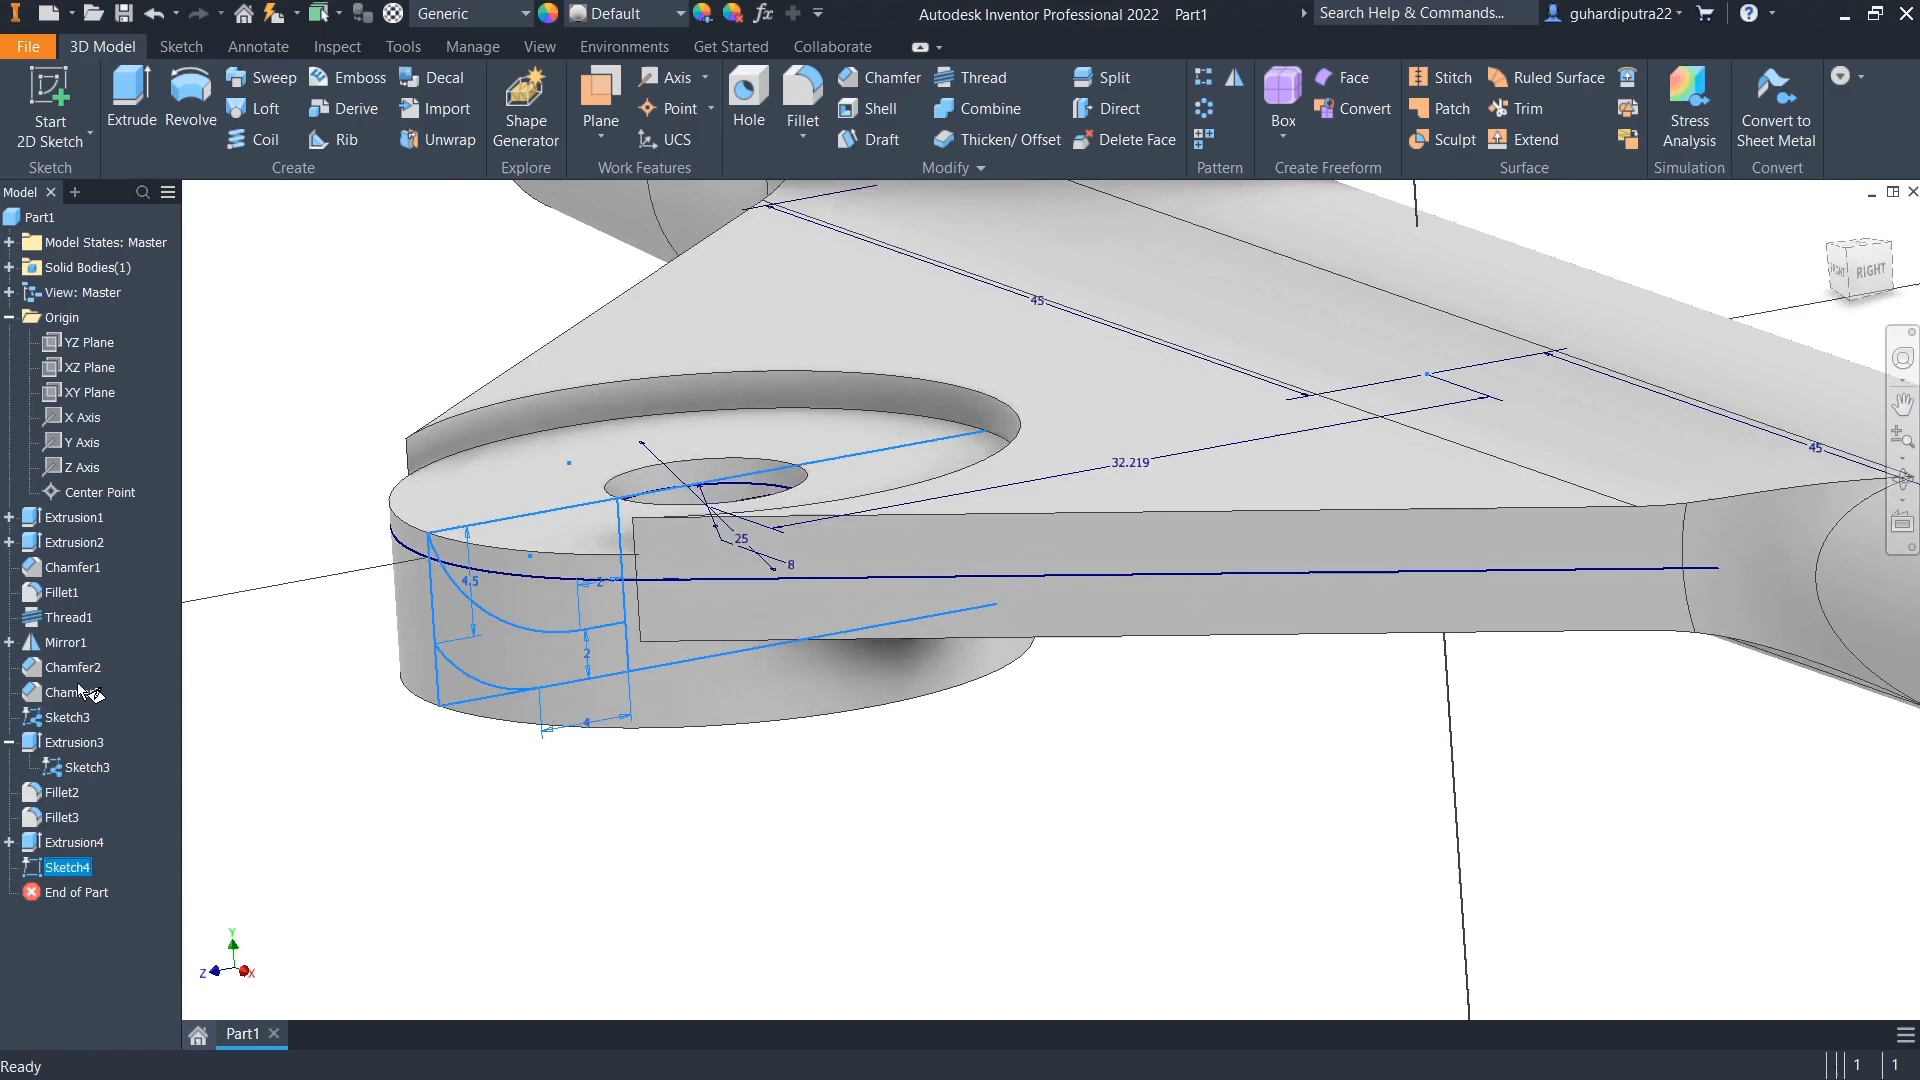 Generic
Default
Autodesk Inventor Professional 2022 Part1
Search Help & Commands...
guhardiputra22
File
3D Model
Sketch
Annotate
Inspect
Tools
Manage
View
Environments
Get Started
Collaborate
Start
2D Sketch
Sketch
Extrude
Revolve
Sweep
Loft
Coil
Emboss
Derive
Rib
Decal
Import
Unwrap
Create
Shape
Generator
Explore
Plane
Axis
Point
UCS
Work Features
Hole
Fillet
Chamfer
Shell
Draft
Thread
Combine
Thicken/ Offset
Split
Direct
Delete Face
Modify
Pattern
Box
Face
Convert
Create Freeform
Stitch
Patch
Sculpt
Ruled Surface
Trim
Extend
Surface
Stress
Analysis
Simulation
Convert to
Sheet Metal
Convert
Model
Part1
Model States: Master
Solid Bodies(1)
View: Master
Origin
YZ Plane
XZ Plane
XY Plane
X Axis
Y Axis
Z Axis
Center Point
Extrusion1
Extrusion2
Chamfer1
Fillet1
Thread1
Mirror1
Chamfer2
Cham
Sketch3
Extrusion3
Sketch3
Fillet2
Fillet3
Extrusion4
Sketch4
End of Part
45
45
32.219
25
8
4.5
2
2
4
RIGHT
Y
Z
X
Part1
Ready
1
1